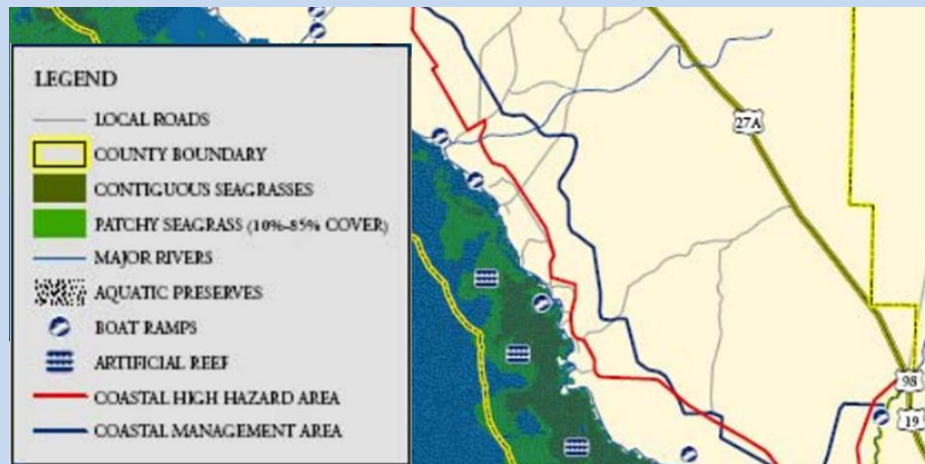 LEGEND
LOCAL ROADS
COUNTY BOUNDARY
CONTIGUOUS SEAGRASSES
PATCHY SEAGRASS (10%-85% COVER)
MAJOR RIVERS
AQUATIC PRESERVES
BOAT RAMPS
ARTIFICIAL REEF
COASTAL HIGH HAZARD AREA
COASTAL MANAGEMENT AREA
27A
98
19